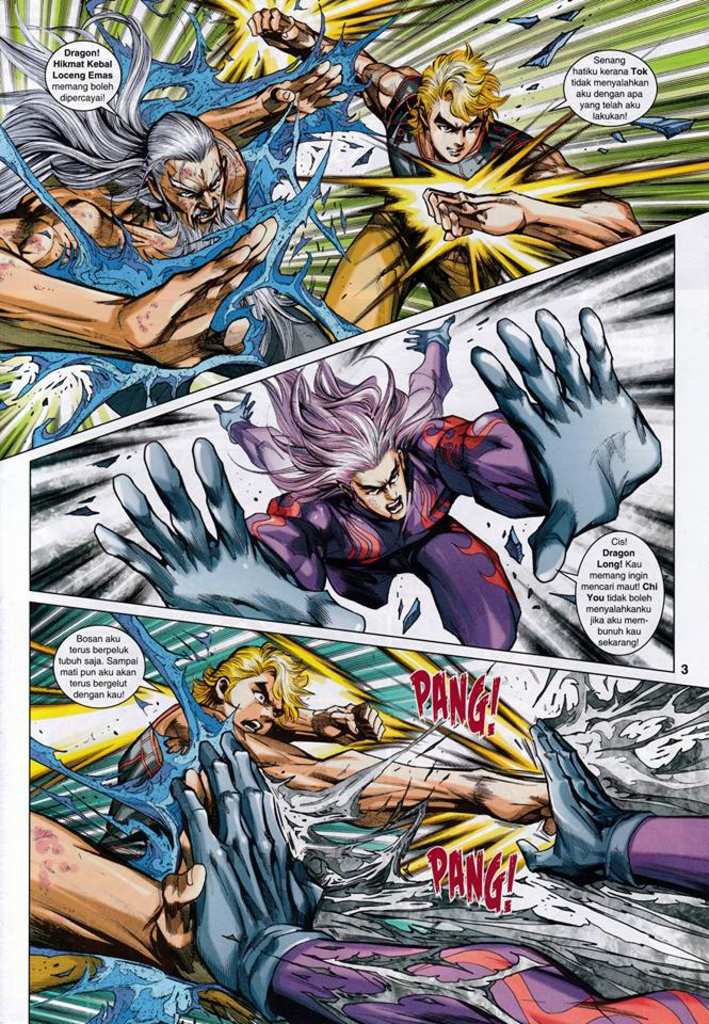 Dragon!
Hikmat Kebal
Loceng Emas
memang boleh
dipercayai!
Senang
hatiku kerana Tok
tidak menyalahkan
aku dengan apa
yang telah aku
lakukan!
Cis!
Dragon
Long! Kau
memang ingin
mencari maut! Chi
You tidak boleh
menyalahkanku
jika aku mem-
bunuh kau
sekarang!
3
Bosan aku
terus berpeluk
tubuh saja. Sampai
mati pun aku akan
terus bergelut
dengan kau!
PANG!
PANG!